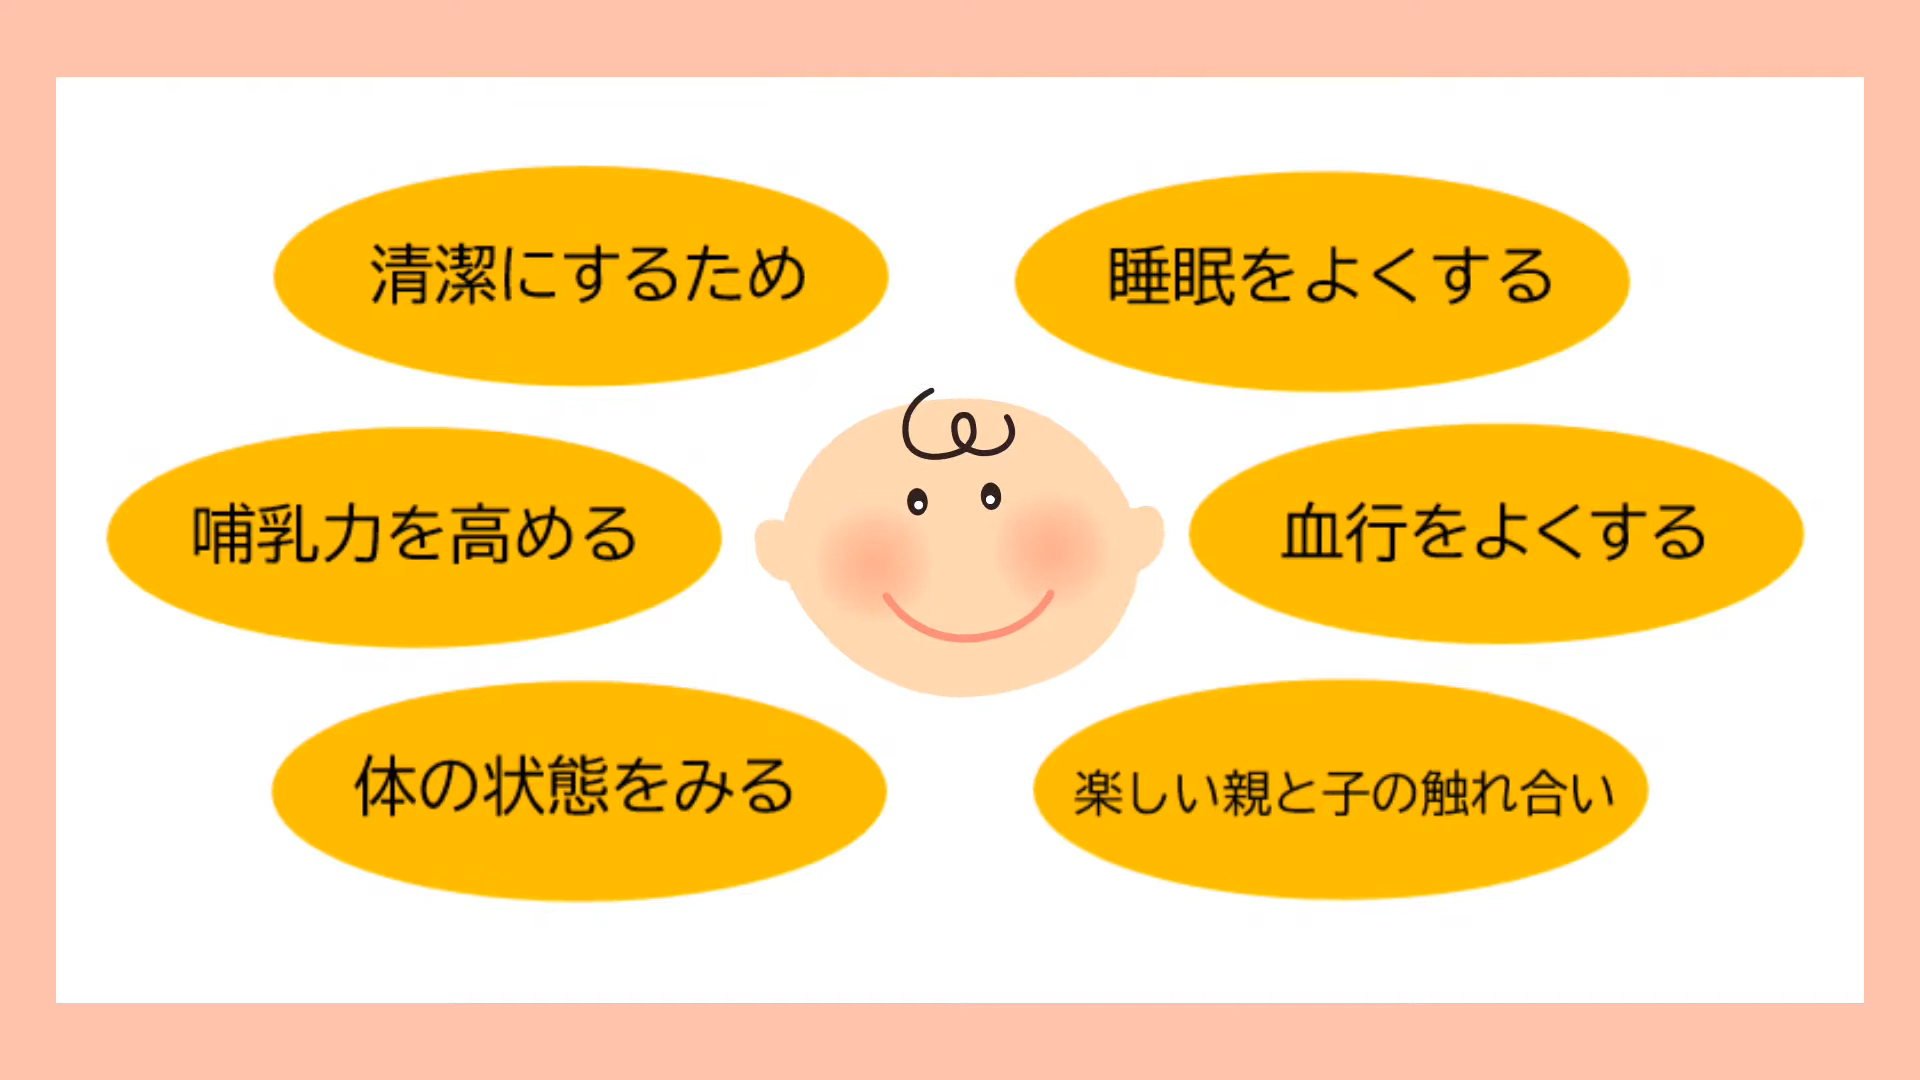 清潔にするため
睡眠をよくする
哺乳力を高める
血行をよくする
体の状態をみる
楽しい親と子の触れ合い